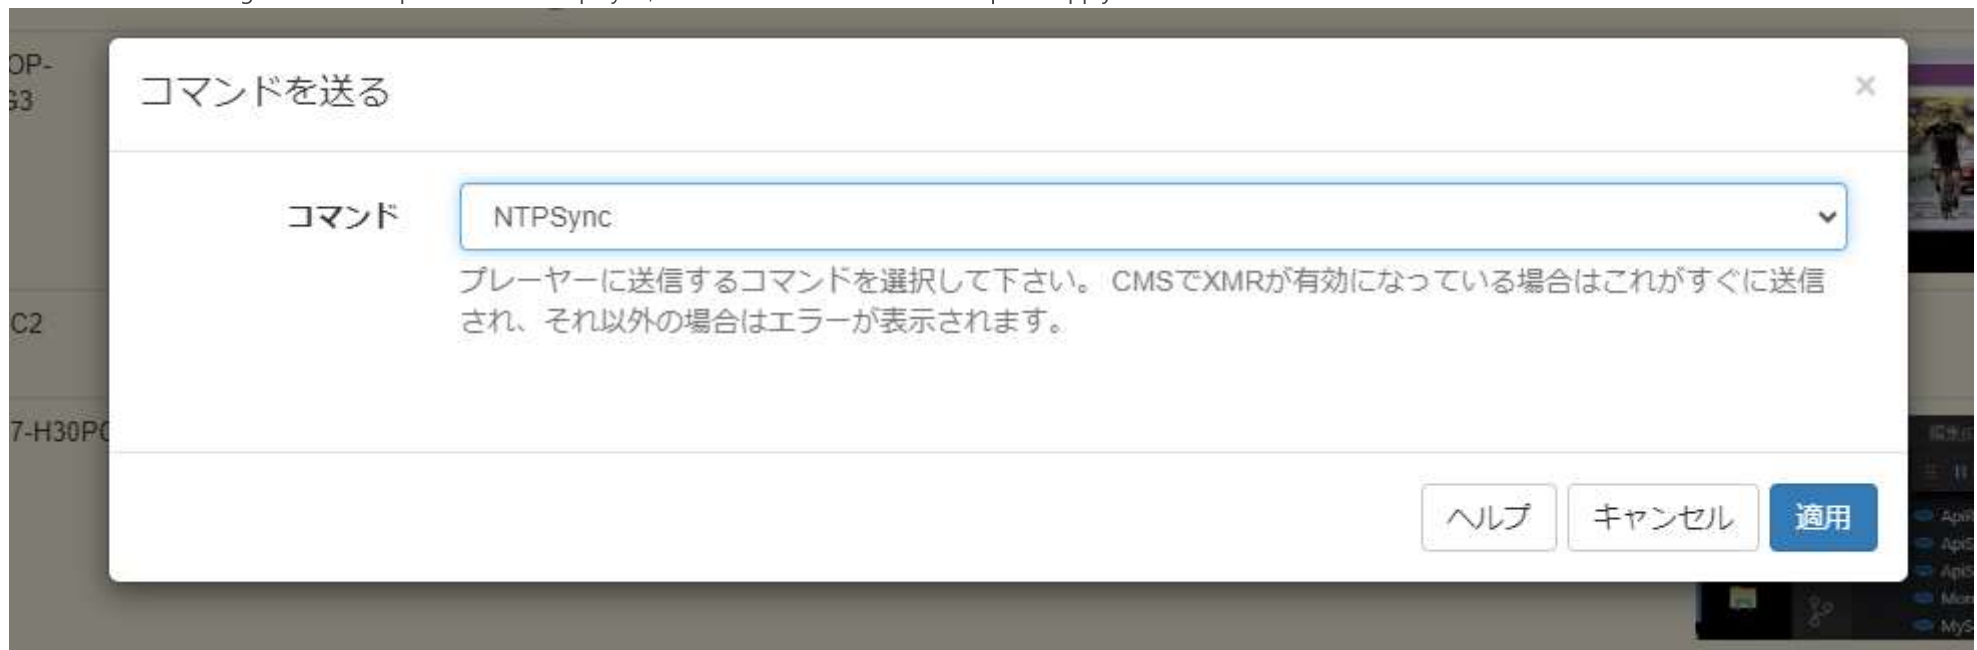 OP-
G3
コマンドを送る
×
コマンド
NTPSync
プレーヤーに送信するコマンドを選択して下さい。 CMSでXMRが有効になっている場合はこれがすぐに送信
され、それ以外の場合はエラーが表示されます。
C2
7-H30PC
ヘルプ
キャンセル
適用